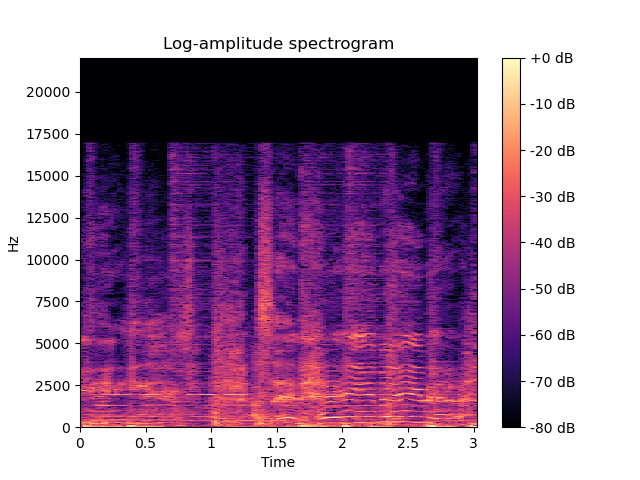 Log-amplitude spectrogram
20000
17500
15000
12500
10000
7500
5000
2500
0
Hz
0 0.5 1 1.5 2 2.5 3
Time
+0 dB
-10 dB
-20 dB
-30 dB
-40 dB
-50 dB
-60 dB
-70 dB
-80 dB